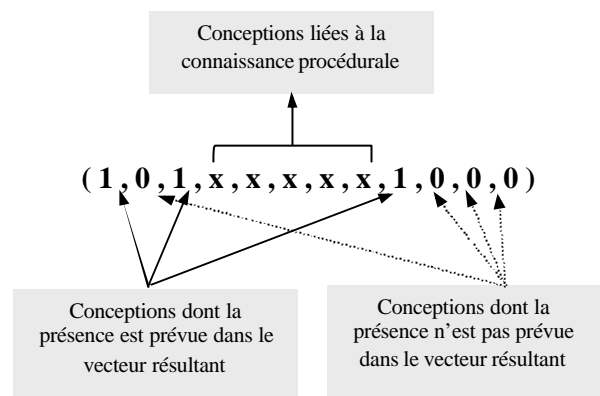 Conceptions liées à la
connaissance procédurale
( 1 , 0 , 1 , x , x , x , x , x , 1 , 0 , 0 , 0 )
Conceptions dont la
présence est prévue dans le
vecteur résultant
Conceptions dont la
présence n’est pas prévue
dans le vecteur résultant